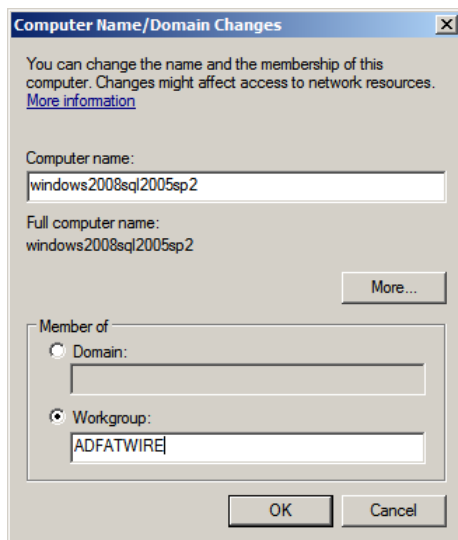 Computer Name/Domain Changes
You can change the name and the membership of this
computer. Changes might affect access to network resources.
More information
Computer name:
windows2008sql2005sp2
Full computer name:
windows2008sql2005sp2
More...
Member of
Domain:
Workgroup:
ADFATWIRE
OK
Cancel